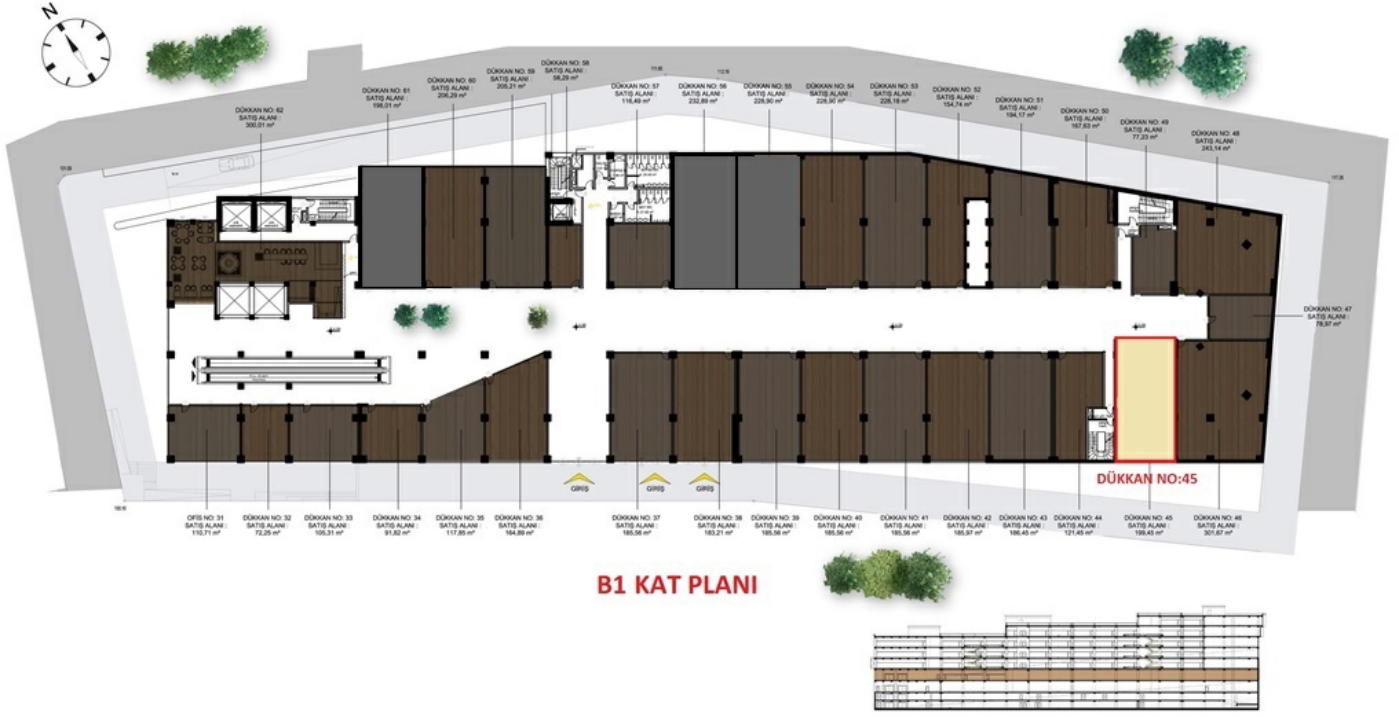 N
DÜKKAN NO: 62
SATIŞ ALANI :
300,01 m²
DÜKKAN NO: 61
SATIŞ ALANI :
198,01 m²
DÜKKAN NO: 60
SATIŞ ALANI :
206,29 m²
DÜKKAN NO: 59
SATIŞ ALANI :
205,21 m²
DÜKKAN NO: 58
SATIŞ ALANI :
58,29 m²
DÜKKAN NO: 57
SATIŞ ALANI :
116,49 m²
DÜKKAN NO: 56
SATIŞ ALANI :
232,89 m²
DÜKKAN NO: 55
SATIŞ ALANI :
228,90 m²
DÜKKAN NO: 54
SATIŞ ALANI :
228,90 m²
DÜKKAN NO: 53
SATIŞ ALANI :
228,18 m²
DÜKKAN NO: 52
SATIŞ ALANI :
154,74 m²
DÜKKAN NO: 51
SATIŞ ALANI :
194,17 m²
DÜKKAN NO: 50
SATIŞ ALANI :
167,63 m²
DÜKKAN NO: 49
SATIŞ ALANI :
77,23 m²
DÜKKAN NO: 48
SATIŞ ALANI :
243,14 m²
DÜKKAN NO: 47
SATIŞ ALANI :
78,97 m²
DÜKKAN NO:45
GİRİŞ
GİRİŞ
GİRİŞ
OFİS NO: 31
SATIŞ ALANI :
110,71 m²
DÜKKAN NO: 32
SATIŞ ALANI :
72,25 m²
DÜKKAN NO: 33
SATIŞ ALANI :
105,31 m²
DÜKKAN NO: 34
SATIŞ ALANI :
91,82 m²
DÜKKAN NO: 35
SATIŞ ALANI :
117,85 m²
DÜKKAN NO: 36
SATIŞ ALANI :
164,89 m²
DÜKKAN NO: 37
SATIŞ ALANI :
185,56 m²
DÜKKAN NO: 38
SATIŞ ALANI :
183,21 m²
DÜKKAN NO: 39
SATIŞ ALANI :
185,56 m²
DÜKKAN NO: 40
SATIŞ ALANI :
185,56 m²
DÜKKAN NO: 41
SATIŞ ALANI :
185,56 m²
DÜKKAN NO: 42
SATIŞ ALANI :
185,97 m²
DÜKKAN NO: 43
SATIŞ ALANI :
186,45 m²
DÜKKAN NO: 44
SATIŞ ALANI :
121,45 m²
DÜKKAN NO: 45
SATIŞ ALANI :
199,45 m²
DÜKKAN NO: 46
SATIŞ ALANI :
301,67 m²
B1 KAT PLANI